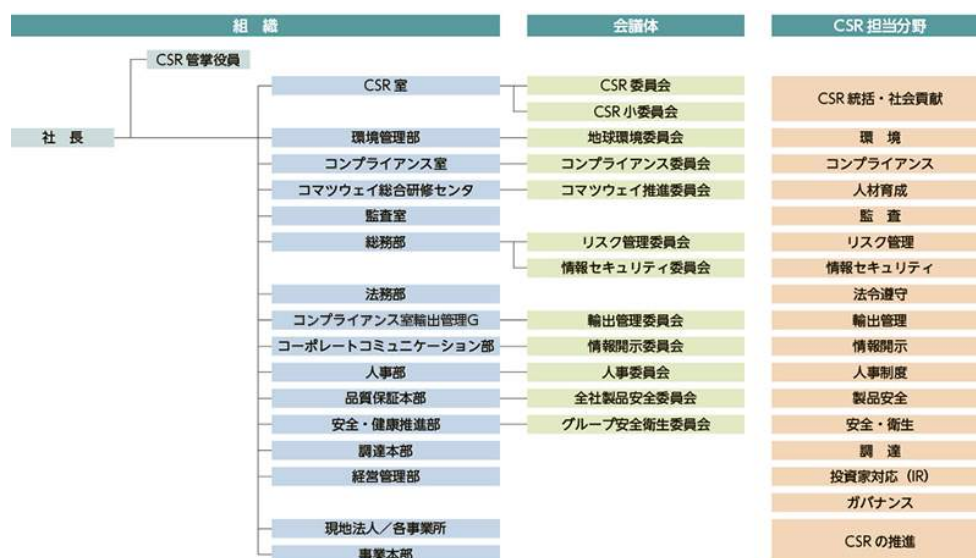 組 織 会議体 CSR 担当分野
CSR 管掌役員
CSR 室 CSR 委員会 CSR 統括・社会貢献
CSR 小委員会
社 長 環境管理部 地球環境委員会 環 境
コンプライアンス室 コンプライアンス委員会 コンプライアンス
コマツウェイ総合研修センタ コマツウェイ推進委員会 人材育成
監査室 監 査
総務部 リスク管理委員会 リスク管理
情報セキュリティ委員会 情報セキュリティ
法務部 法令遵守
コンプライアンス室輸出管理G 輸出管理委員会 輸出管理
コーポレートコミュニケーション部 情報開示委員会 情報開示
人事部 人事委員会 人事制度
品質保証本部 全社製品安全委員会 製品安全
安全・健康推進部 グループ安全衛生委員会 安全・衛生
調達本部 調 達
経営管理部 投資家対応（IR）
ガバナンス
現地法人／各事業所 CSR の推進
事業本部